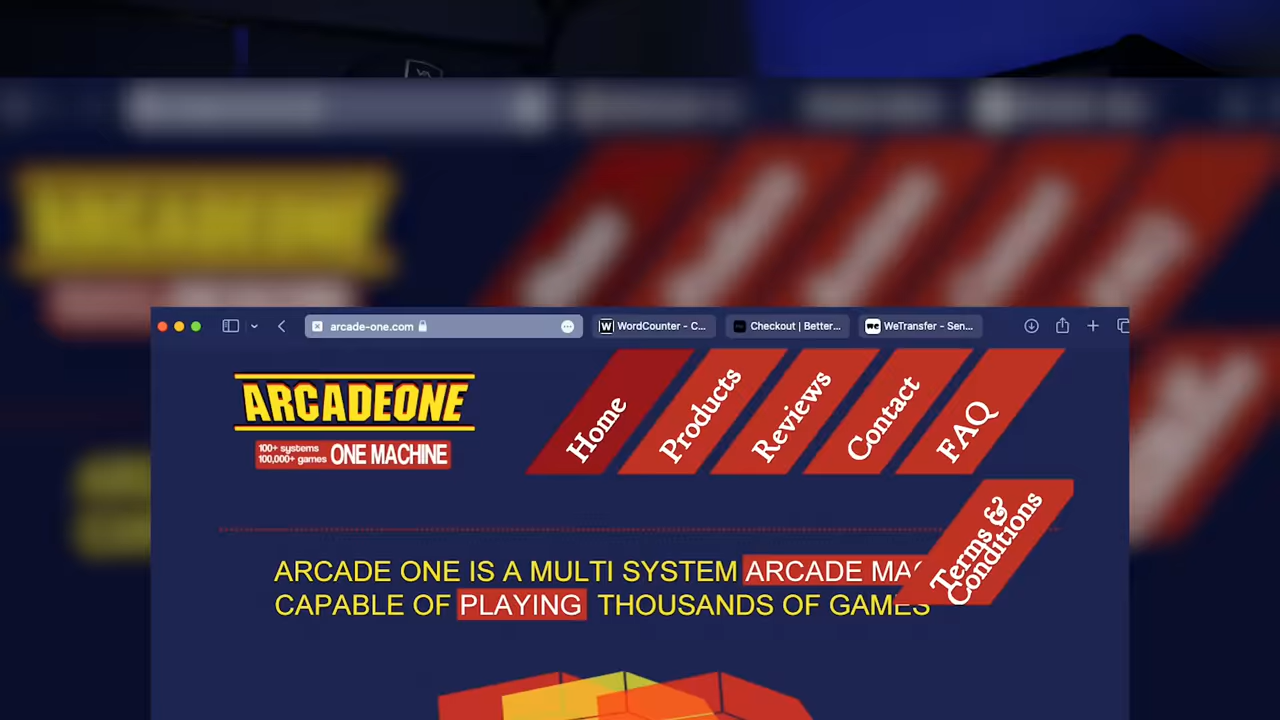 arcade-one.com
WordCounter - C...
Checkout | Better...
WeTransfer - Sen...
ARCADEONE
100+ systems
100,000+ games
ONE MACHINE
Home
Products
Reviews
Contact
FAQ
Terms &
Conditions
ARCADE ONE IS A MULTI SYSTEM ARCADE
CAPABLE OF PLAYING THOUSANDS OF GAMES